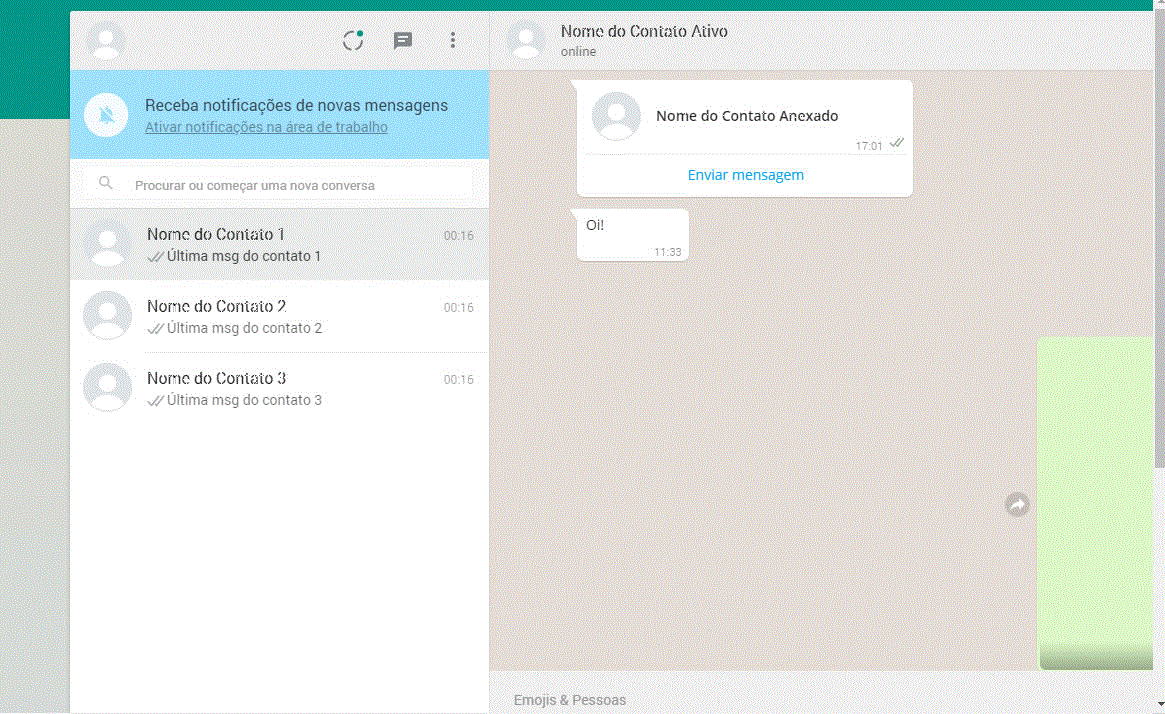 Receba notificações de novas mensagens
Ativar notificações na área de trabalho
Procurar ou começar uma nova conversa
Nome do Contato 1
00:16
Última msg do contato 1
Nome do Contato 2
00:16
Última msg do contato 2
Nome do Contato 3
00:16
Última msg do contato 3
Nome do Contato Ativo
online
Nome do Contato Anexado
17:01
Enviar mensagem
Oi!
11:33
Emojis & Pessoas